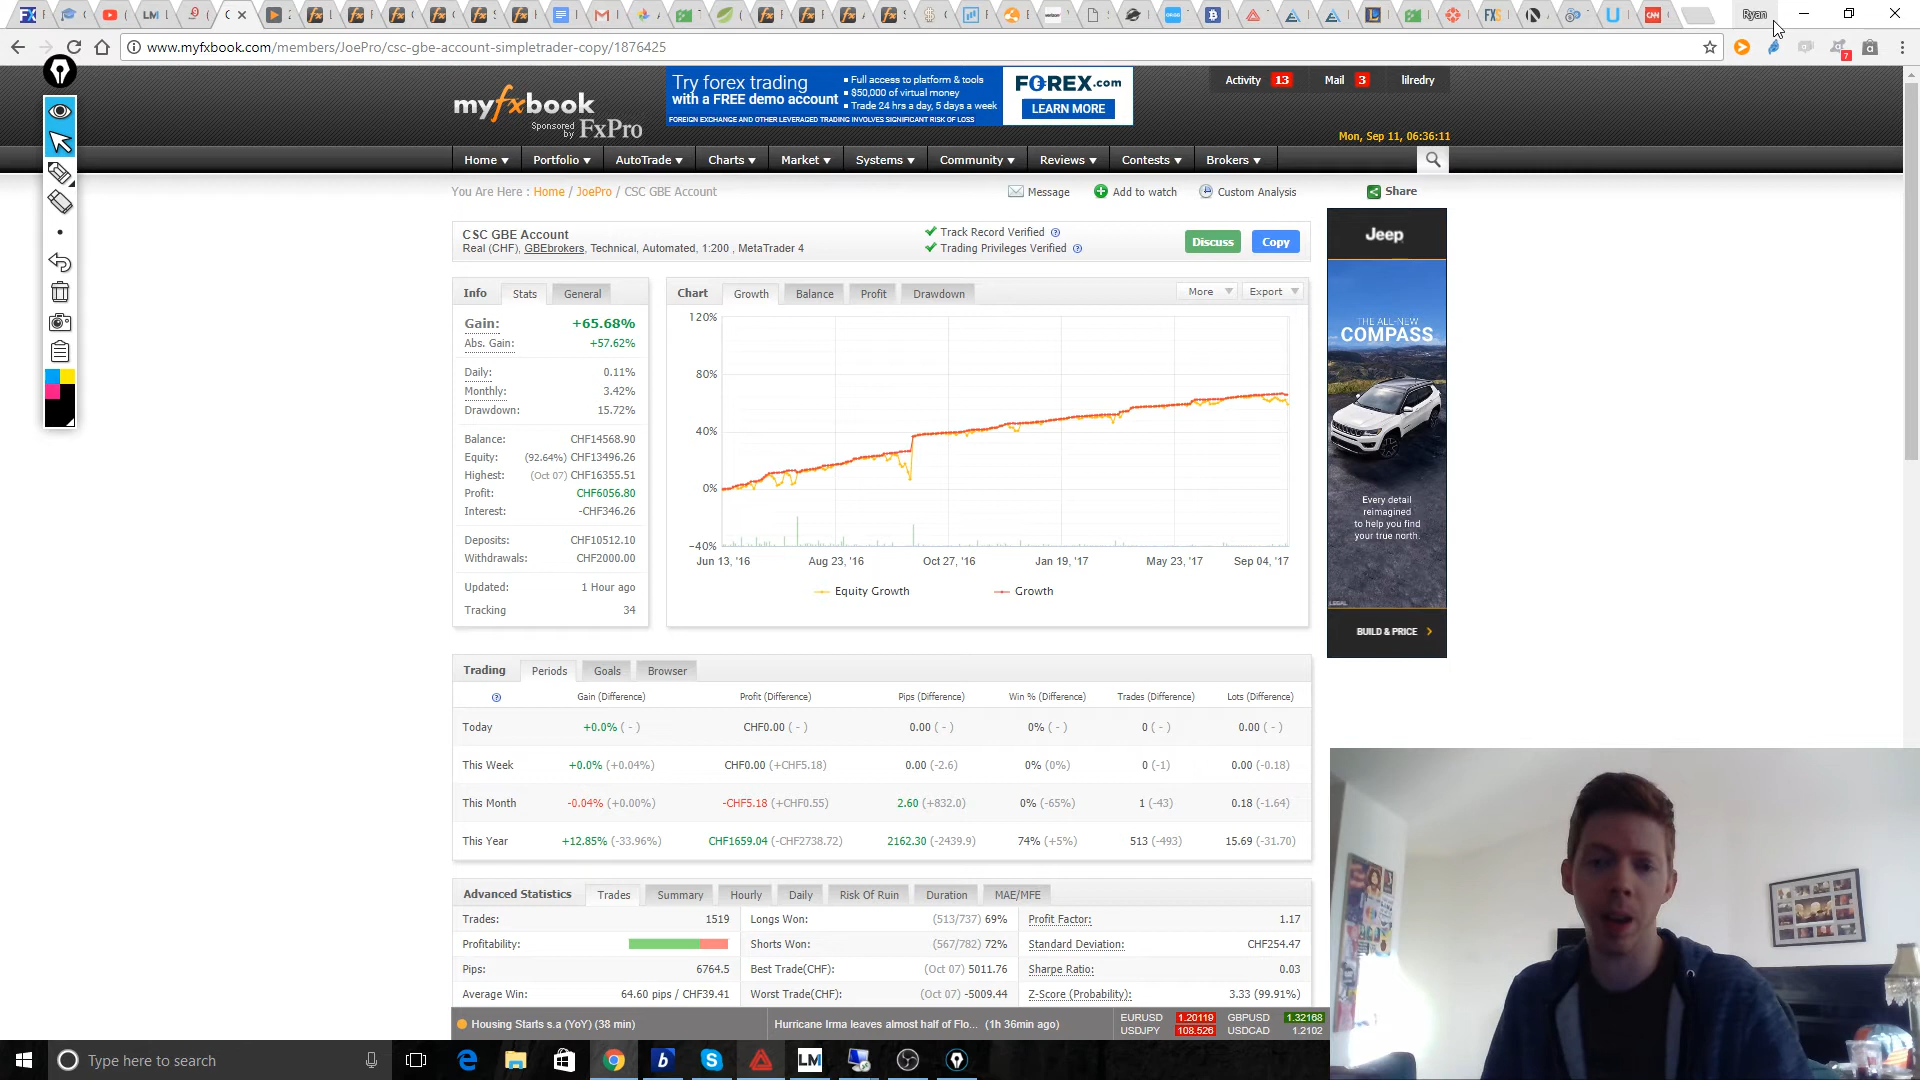 Ryan
www.myfxbook.com/members/JoePro/csc-gbe-account-simpletrader-copy/1876425
7
myfxbook
Sponsored by FxPro
Try forex trading
with a FREE demo account
• Full access to platform & tools
• $50,000 of virtual money
• Trade 24 hrs a day, 5 days a week
FOREIGN EXCHANGE AND OTHER LEVERAGED TRADING INVOLVES SIGNIFICANT RISK OF LOSS
FOREX.com
LEARN MORE
Activity 13 Mail 3 lilredry
Mon, Sep 11, 06:36:11
Home Portfolio AutoTrade Charts Market Systems Community Reviews Contests Brokers
You Are Here : Home / JoePro / CSC GBE Account
Message Add to watch Custom Analysis Share
CSC GBE Account
Real (CHF), GBEbrokers, Technical, Automated, 1:200 , MetaTrader 4
Track Record Verified
Trading Privileges Verified
Discuss Copy
Info Stats General
Gain: +65.68%
Abs. Gain: +57.62%
Daily: 0.11%
Monthly: 3.42%
Drawdown: 15.72%
Balance: CHF14568.90
Equity: (92.64%) CHF13496.26
Highest: (Oct 07) CHF16355.51
Profit: CHF6056.80
Interest: -CHF346.26
Deposits: CHF10512.10
Withdrawals: CHF2000.00
Updated: 1 Hour ago
Tracking 34
Chart Growth Balance Profit Drawdown More Export
120%
80%
40%
0%
-40%
Jun 13, '16 Aug 23, '16 Oct 27, '16 Jan 19, '17 May 23, '17 Sep 04, '17
Equity Growth Growth
Jeep
THE ALL-NEW
COMPASS
Every detail
reimagined
to help you find
your true north.
LEGAL
BUILD & PRICE
Trading Periods Goals Browser
Gain (Difference) Profit (Difference) Pips (Difference) Win % (Difference) Trades (Difference) Lots (Difference)
Today +0.0% ( - ) CHF0.00 ( - ) 0.00 ( - ) 0% ( - ) 0 ( - ) 0.00 ( - )
This Week +0.0% (+0.04%) CHF0.00 (+CHF5.18) 0.00 (-2.6) 0% (0%) 0 (-1) 0.00 (-0.18)
This Month -0.04% (+0.00%) -CHF5.18 (+CHF0.55) 2.60 (+832.0) 0% (-65%) 1 (-43) 0.18 (-1.64)
This Year +12.85% (-33.96%) CHF1659.04 (-CHF2738.72) 2162.30 (-2439.9) 74% (+5%) 513 (-493) 15.69 (-31.70)
Advanced Statistics Trades Summary Hourly Daily Risk Of Ruin Duration MAE/MFE
Trades: 1519 Longs Won: (513/737) 69% Profit Factor: 1.17
Profitability: Shorts Won: (567/782) 72% Standard Deviation: CHF254.47
Pips: 6764.5 Best Trade(CHF): (Oct 07) 5011.76 Sharpe Ratio: 0.03
Average Win: 64.60 pips / CHF39.41 Worst Trade(CHF): (Oct 07) -5009.44 Z-Score (Probability): 3.33 (99.91%)
Housing Starts s.a (YoY) (38 min) Hurricane Irma leaves almost half of Flo... (1h 36min ago)
EURUSD 1.20119 GBPUSD 1.32168
USDJPY 108.526 USDCAD 1.2102
Type here to search
LM